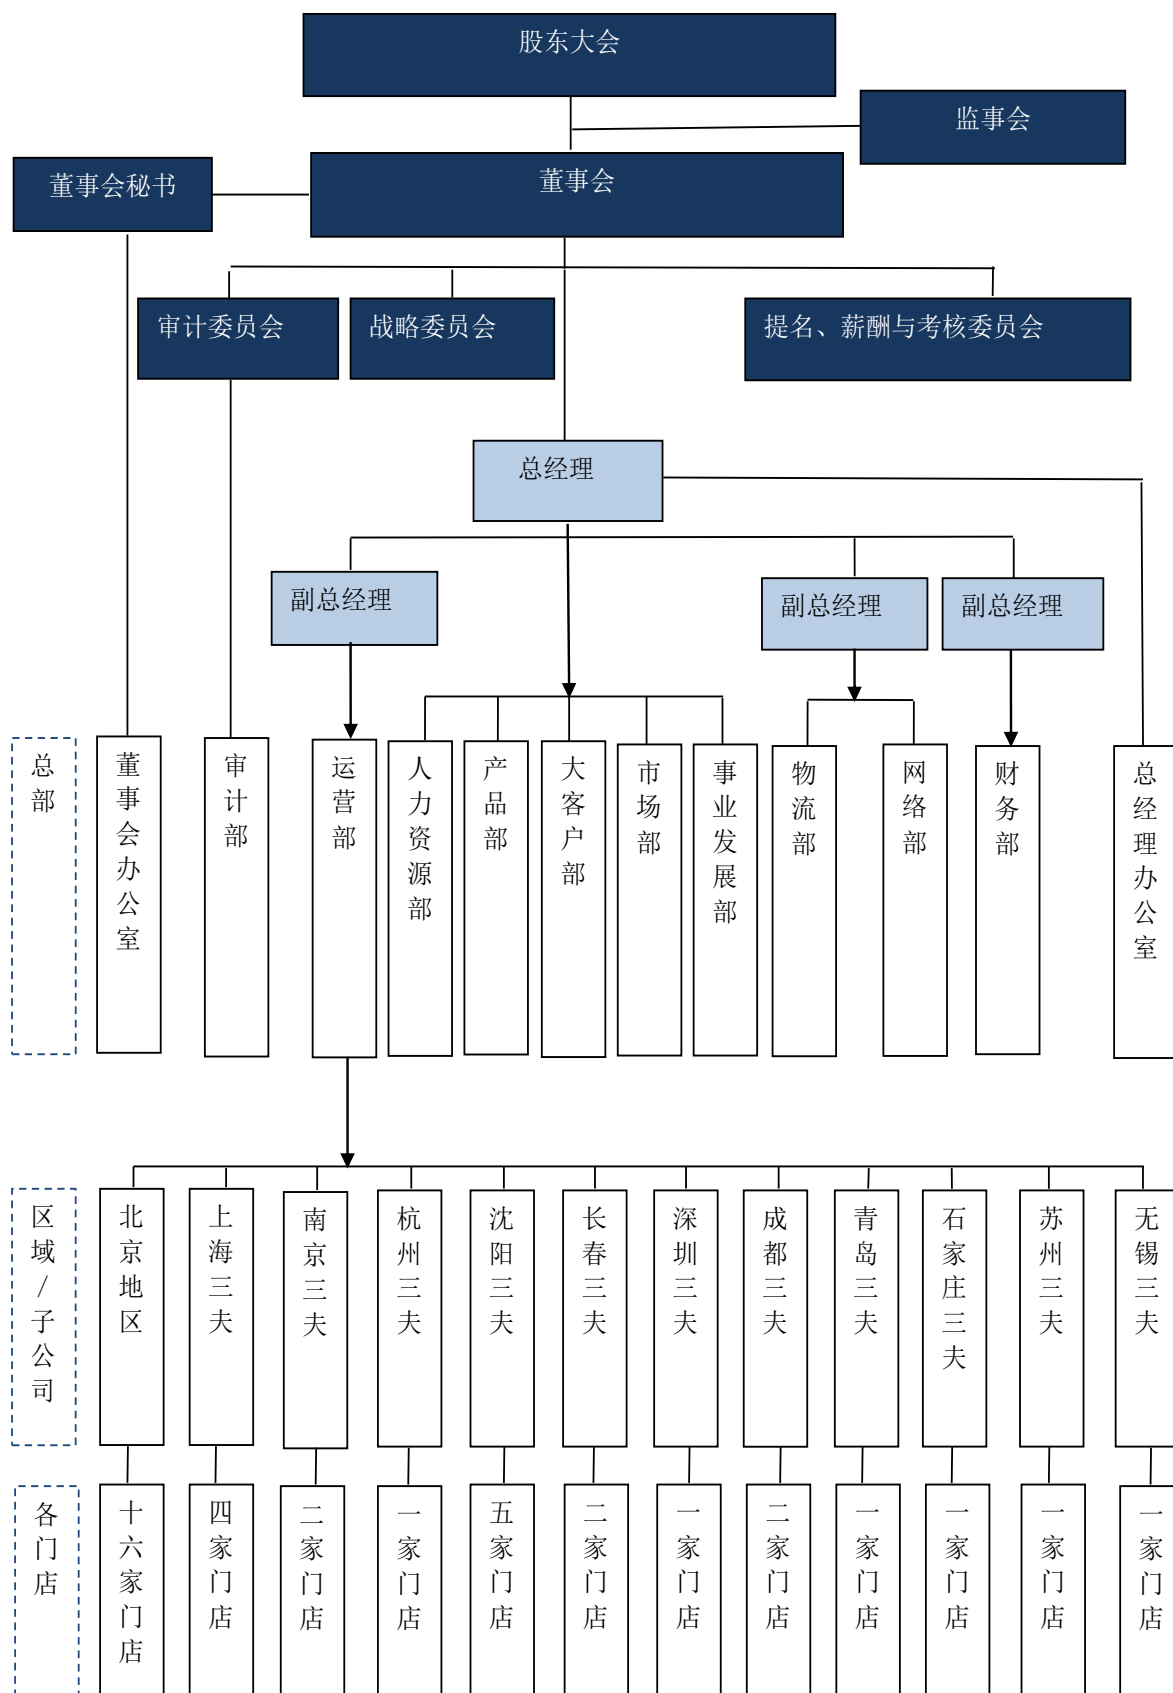 股东大会
监事会
董事会秘书
董事会
审计委员会
战略委员会
提名、薪酬与考核委员会
总经理
副总经理
副总经理
副总经理
总部
董事会办公室
审计部
运营部
人力资源部
产品部
大客户部
市场部
事业发展部
物流部
网络部
财务部
总经理办公室
区域/子公司
北京地区
上海三夫
南京三夫
杭州三夫
沈阳三夫
长春三夫
深圳三夫
成都三夫
青岛三夫
石家庄三夫
苏州三夫
无锡三夫
各门店
十六家门店
四家门店
二家门店
一家门店
五家门店
二家门店
一家门店
二家门店
一家门店
一家门店
一家门店
一家门店